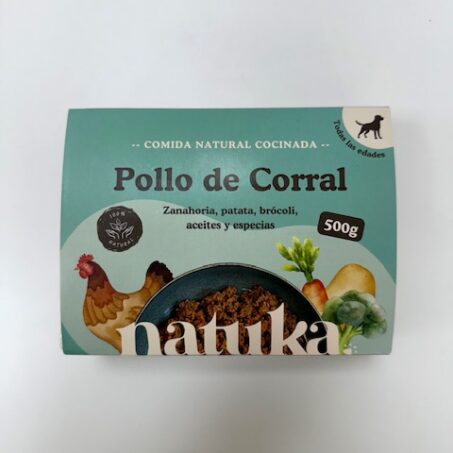 Todas las edades
-- COMIDA NATURAL COCINADA --
Pollo de Corral
Zanahoria, patata, brócoli,
aceites y especias
500g
100%
NATURAL
natuka